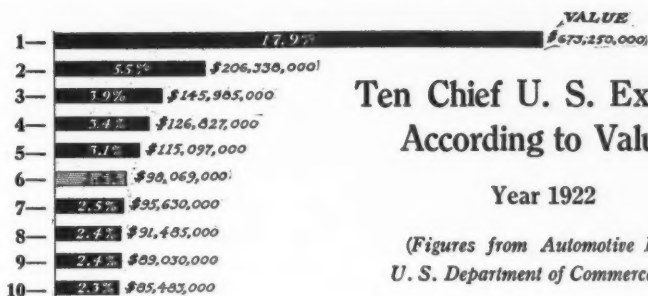 VALUE
1— 17.9% $673,250,000
2— 5.5% $206,338,000
3— 3.9% $145,985,000
4— 3.4% $126,827,000
5— 3.1% $115,097,000
6— $98,069,000
7— 2.5% $95,630,000
8— 2.4% $91,485,000
9— 2.4% $89,030,000
10— 2.3% $85,483,000
Ten Chief U. S. Ex
According to Valu
Year 1922
(Figures from Automotive
U. S. Department of Commerc